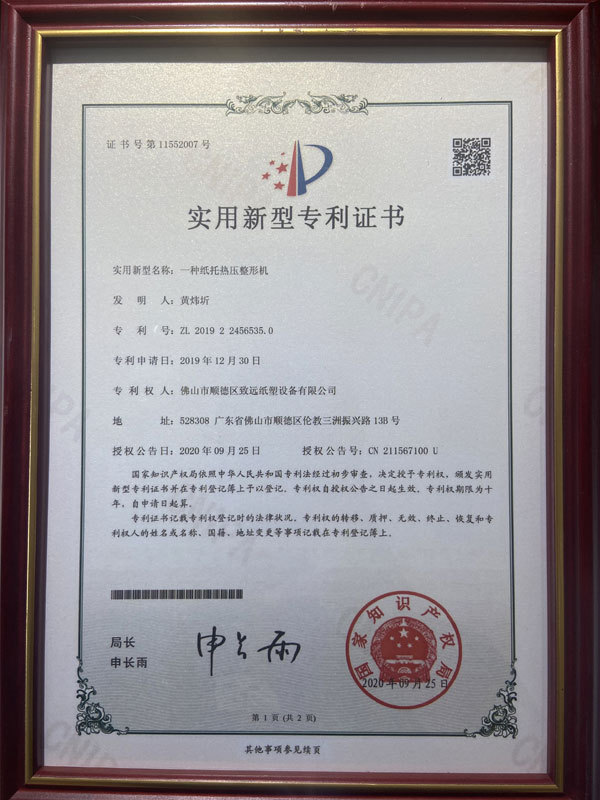 证书号第11552007号
实用新型专利证书
实用新型名称：一种纸托热压整形机
发明人：黄炜圻
专利号：ZL 2019 2 2456535.0
专利申请日：2019年12月30日
专利权人：佛山市顺德区致远纸塑设备有限公司
地址：528308 广东省佛山市顺德区伦教三洲振兴路13B号
授权公告日：2020年09月25日 授权公告号：CN 211567100 U
国家知识产权局依照中华人民共和国专利法经过初步审查，决定授予专利权，颁发实用
新型专利证书并在专利登记簿上予以登记。专利权自授权公告之日起生效。专利权期限为十
年，自申请日起算。
专利证书记载专利权登记时的法律状况。专利权的转移、质押、无效、终止、恢复和专
利权人的姓名或名称、国籍、地址变更等事项记载在专利登记簿上。
局长
申长雨
申长雨
国家知识产权局
2020年09月25日
第1页（共2页）
其他事项参见续页
CNIPA
CNIPA
CNIPA
CNIPA
CNIPA
CNIPA